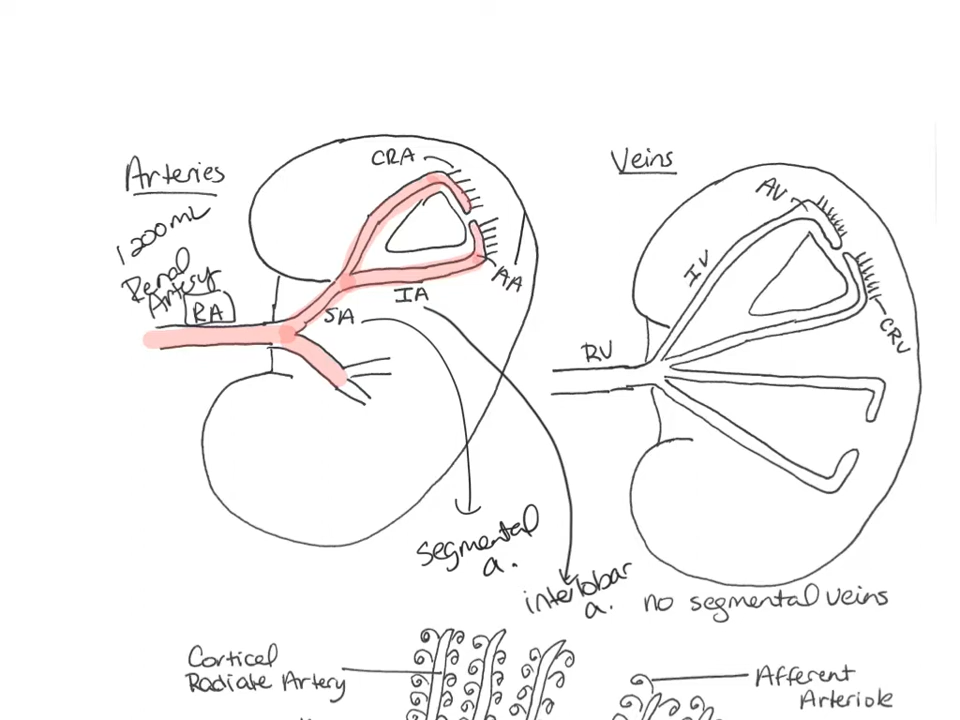 Arteries
1200mL
Renal
Artery
RA
CRA
AA
IA
SA
segmental
a.
interlobar
a.
Veins
AV
IV
CRV
RV
no segmental veins
Cortical
Radiate Artery
Afferent
Arteriole